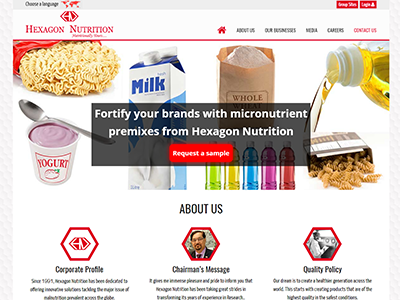 Choose a language
Group Sites
Login
HEXAGON NUTRITION
Nutritionally Yours....
ABOUT US
OUR BUSINESSES
MEDIA
CAREERS
CONTACT US
Milk
WHOLE
YOGURT
Fortify your brands with micronutrient
premixes from Hexagon Nutrition
Request a sample
ABOUT US
Corporate Profile
Since 1991, Hexagon Nutrition has been dedicated to
offering innovative solutions tackling the major issue of
malnutrition prevalent across the globe.
Chairman's Message
It gives me immense pleasure and pride to inform you that
Hexagon Nutrition has been taking great strides in
transforming its years of experience in Research,
Quality Policy
Our dream is to create a healthier generation across the
world. This starts with creating products that are of the
highest quality in the safest conditions.